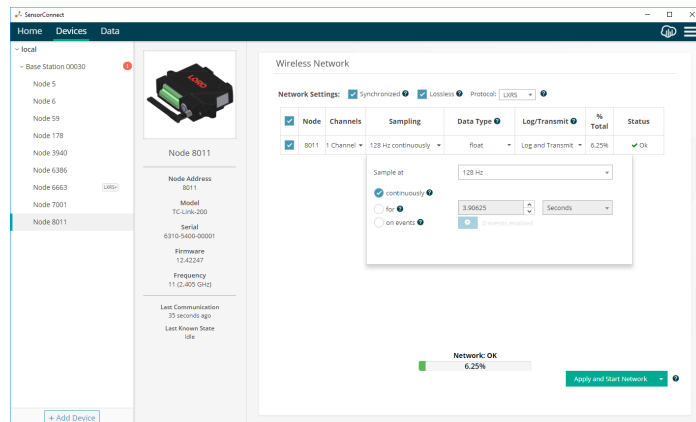 SensorConnect
Home Devices Data
local
Base Station 00030
Node 5
Node 6
Node 59
Node 178
Node 3940
Node 6386
Node 6663 LXRS+
Node 7001
Node 8011
+ Add Device
LORD
Node 8011
Node Address
8011
Model
TC-Link-200
Serial
6310-5400-00001
Firmware
12.42247
Frequency
11 (2.405 GHz)
Last Communication
35 seconds ago
Last Known State
Idle
Wireless Network
Network Settings: Synchronized Lossless Protocol: LXRS
Node Channels Sampling Data Type Log/Transmit % Total Status
8011 1 Channel 128 Hz continuously float Log and Transmit 6.25% Ok
Sample at 128 Hz
continuously
for 3.90625 Seconds
on events 0 events enabled
Network: OK
6.25%
Apply and Start Network